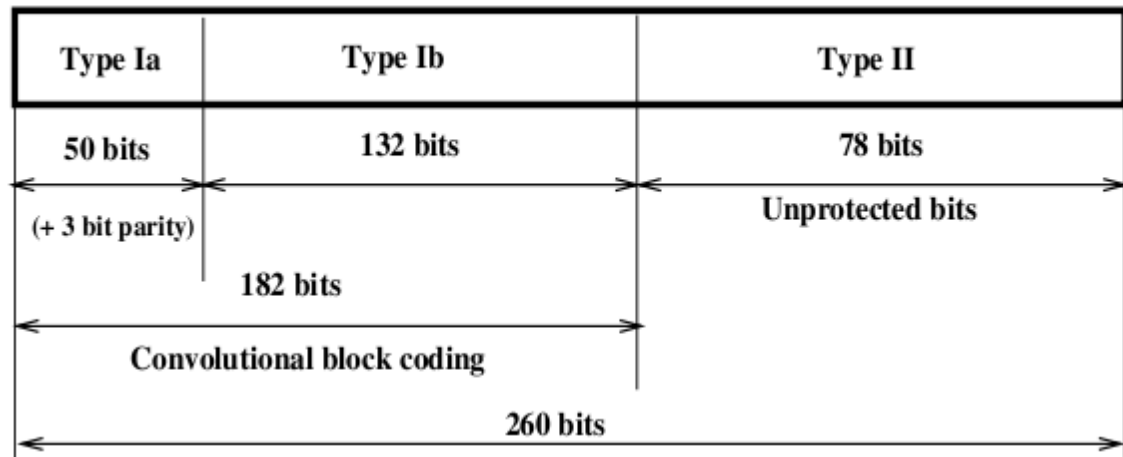 Type Ia Type Ib Type II
50 bits 132 bits 78 bits
(+ 3 bit parity) Unprotected bits
182 bits
Convolutional block coding
260 bits